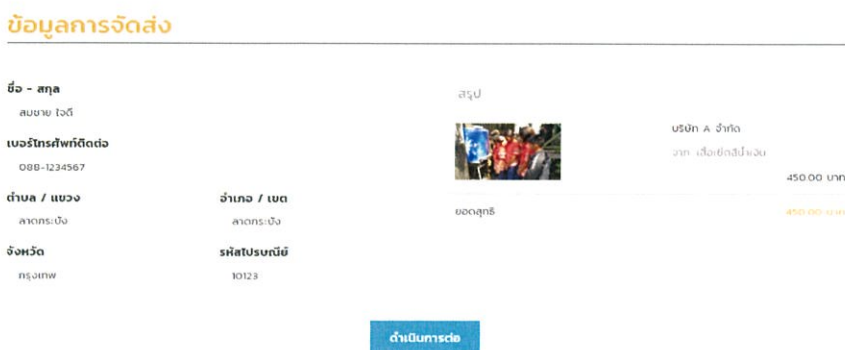 ข้อมูลการจัดส่ง
ชื่อ - สกุล
สมชาย ใจดี
เบอร์โทรศัพท์ติดต่อ
088-1234567
ตำบล / แขวง
อำเภอ / เขต
ลาดกระบัง
ลาดกระบัง
จังหวัด
รหัสไปรษณีย์
กรุงเทพ
10123
สรุป
บริษัท A จำกัด
จาก เสื้อเชิ้ตสีน้ำเงิน
450.00 บาท
ยอดสุทธิ
450.00 บาท
ดำเนินการต่อ